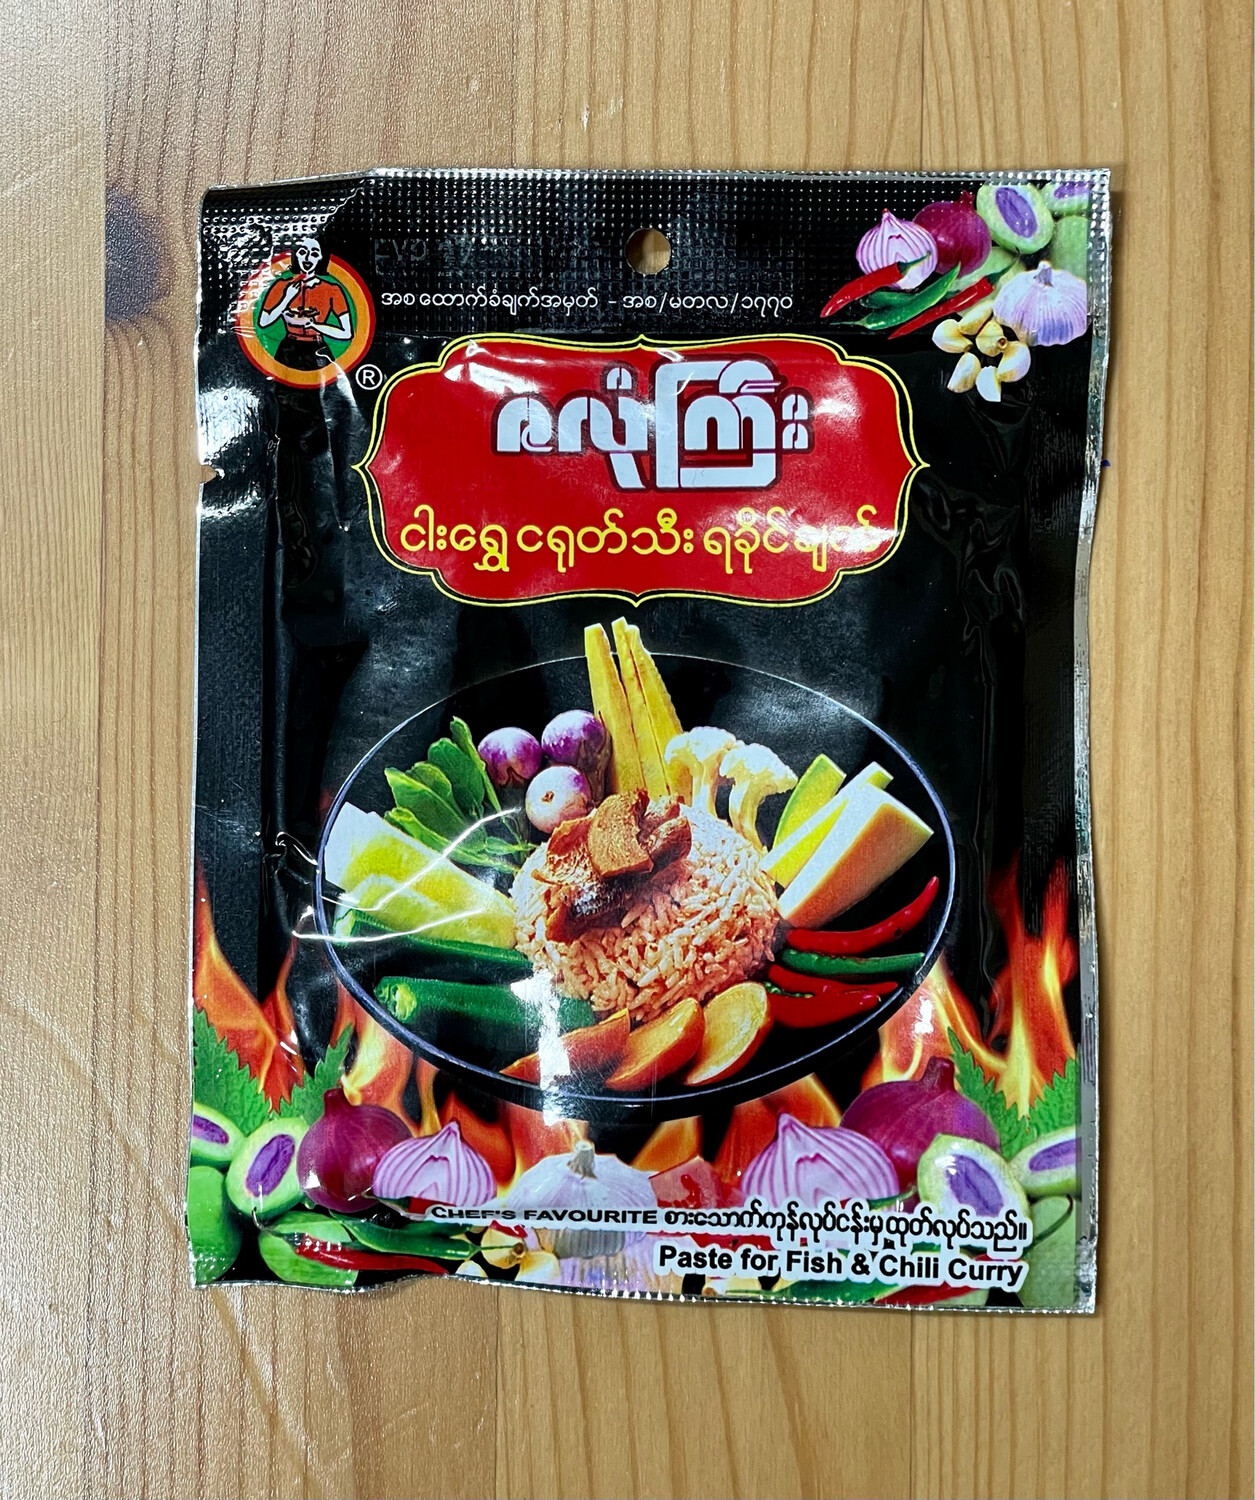 အစထောက်ခံချက်အမှတ် - အစ/မတလ/၁၇၇၀
®
ဇလုံကြီး
ငါးရွှေငရုတ်သီး ရခိုင်ချက်
CHEF'S FAVOURITE စားသောက်ကုန်လုပ်ငန်းမှထုတ်လုပ်သည်။
Paste for Fish & Chili Curry